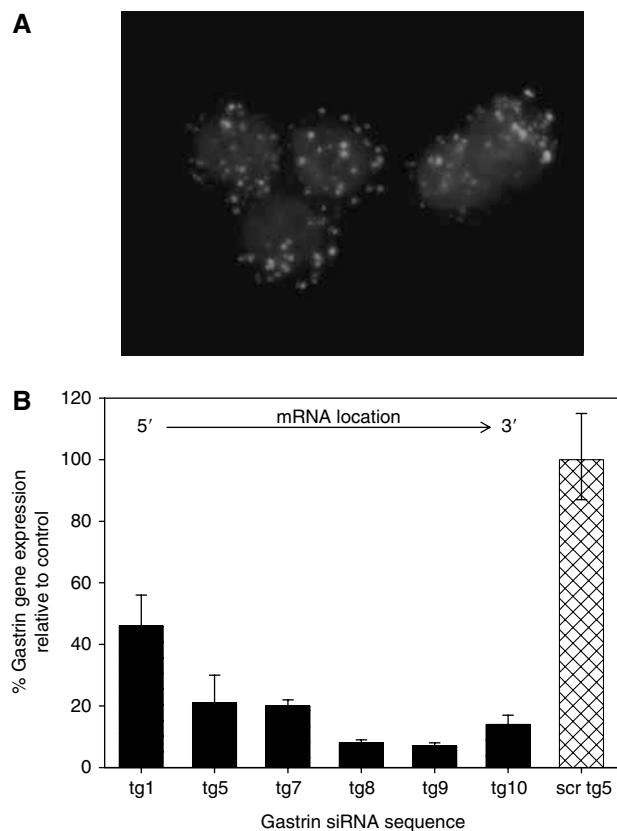 A
B
120
100
80
60
40
20
0
% Gastrin gene expression
relative to control
5′ mRNA location 3′
tg1 tg5 tg7 tg8 tg9 tg10 scr tg5
Gastrin siRNA sequence